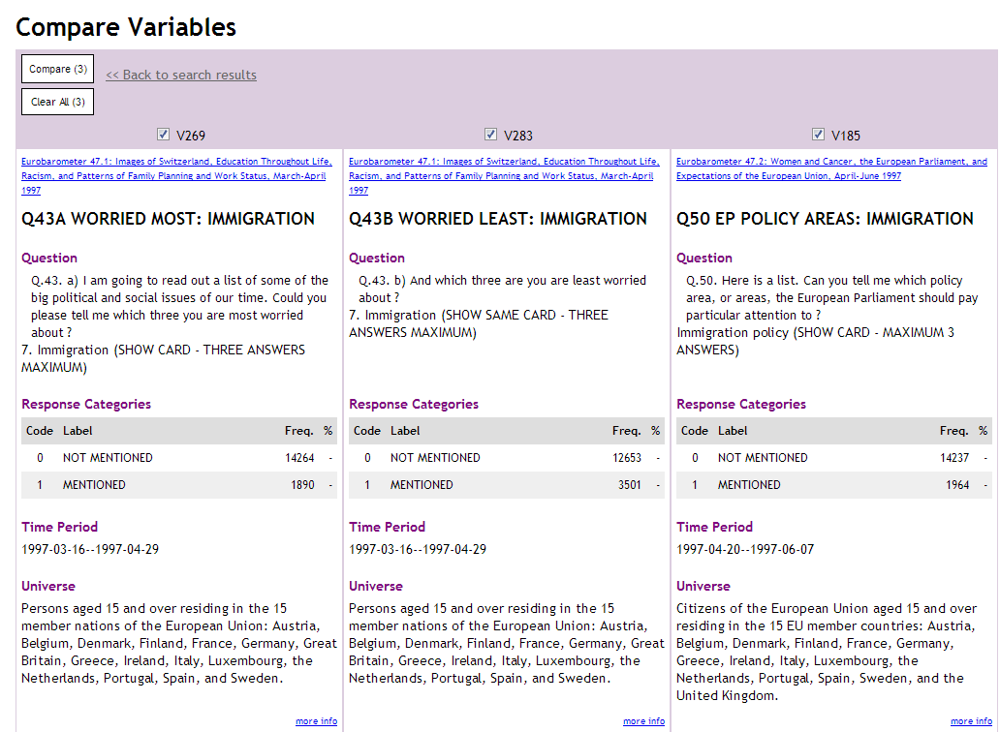 Compare Variables
Compare (3)
<< Back to search results
Clear All (3)
V269
V283
V185
Eurobarometer 47.1: Images of Switzerland, Education Throughout Life,
Racism, and Patterns of Family Planning and Work Status, March-April
1997
Q43A WORRIED MOST: IMMIGRATION
Question
Q.43. a) I am going to read out a list of some of the
big political and social issues of our time. Could you
please tell me which three you are most worried
about ?
7. Immigration (SHOW CARD - THREE ANSWERS
MAXIMUM)
Response Categories
Code Label Freq. %
0 NOT MENTIONED 14264 -
1 MENTIONED 1890 -
Time Period
1997-03-16--1997-04-29
Universe
Persons aged 15 and over residing in the 15
member nations of the European Union: Austria,
Belgium, Denmark, Finland, France, Germany, Great
Britain, Greece, Ireland, Italy, Luxembourg, the
Netherlands, Portugal, Spain, and Sweden.
more info
Eurobarometer 47.1: Images of Switzerland, Education Throughout Life,
Racism, and Patterns of Family Planning and Work Status, March-April
1997
Q43B WORRIED LEAST: IMMIGRATION
Question
Q.43. b) And which three are you are least worried
about ?
7. Immigration (SHOW SAME CARD - THREE
ANSWERS MAXIMUM)
Response Categories
Code Label Freq. %
0 NOT MENTIONED 12653 -
1 MENTIONED 3501 -
Time Period
1997-03-16--1997-04-29
Universe
Persons aged 15 and over residing in the 15
member nations of the European Union: Austria,
Belgium, Denmark, Finland, France, Germany, Great
Britain, Greece, Ireland, Italy, Luxembourg, the
Netherlands, Portugal, Spain, and Sweden.
more info
Eurobarometer 47.2: Women and Cancer, the European Parliament, and
Expectations of the European Union, April-June 1997
Q50 EP POLICY AREAS: IMMIGRATION
Question
Q.50. Here is a list. Can you tell me which policy
area, or areas, the European Parliament should pay
particular attention to ?
Immigration policy (SHOW CARD - MAXIMUM 3
ANSWERS)
Response Categories
Code Label Freq. %
0 NOT MENTIONED 14237 -
1 MENTIONED 1964 -
Time Period
1997-04-20--1997-06-07
Universe
Citizens of the European Union aged 15 and over
residing in the 15 EU member countries: Austria,
Belgium, Denmark, Finland, France, Germany,
Greece, Ireland, Italy, Luxembourg, the
Netherlands, Portugal, Spain, Sweden, and the
United Kingdom.
more info